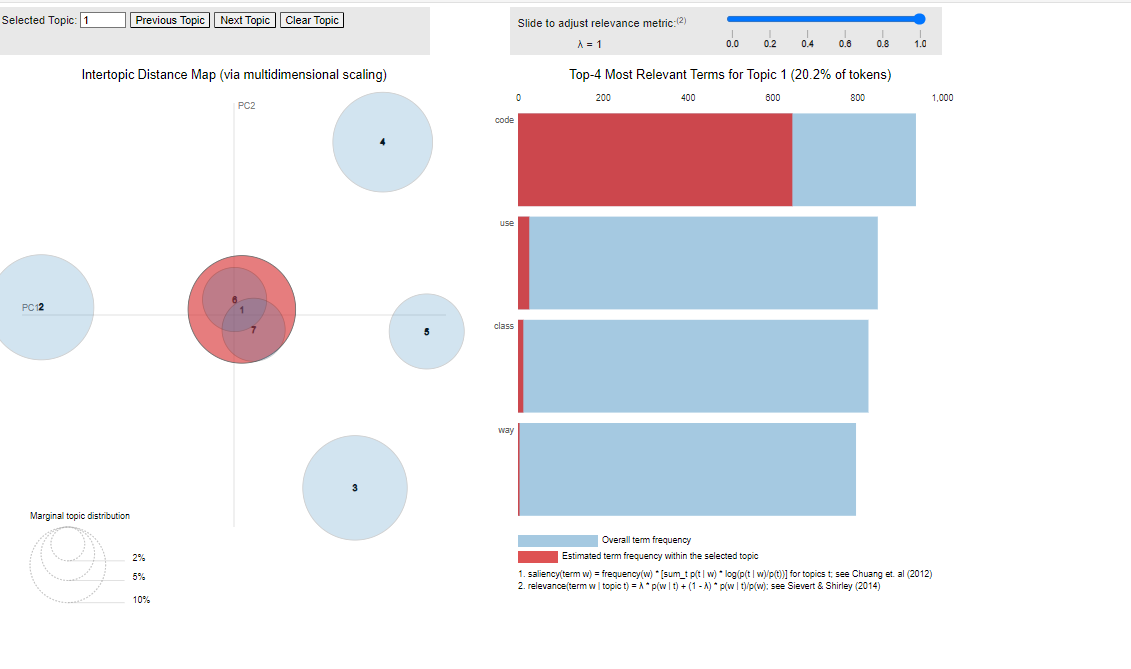 Selected Topic: 1 Previous Topic Next Topic Clear Topic
Slide to adjust relevance metric:(2)
λ = 1
0.0 0.2 0.4 0.6 0.8 1.0
Intertopic Distance Map (via multidimensional scaling)
PC2
PC1
4
2
6
1
7
5
3
Marginal topic distribution
2%
5%
10%
Top-4 Most Relevant Terms for Topic 1 (20.2% of tokens)
0 200 400 600 800 1,000
code
use
class
way
Overall term frequency
Estimated term frequency within the selected topic
1. saliency(term w) = frequency(w) * [sum_t p(t | w) * log(p(t | w)/p(t))] for topics t; see Chuang et. al (2012)
2. relevance(term w | topic t) = λ * p(w | t) + (1 - λ) * p(w | t)/p(w); see Sievert & Shirley (2014)